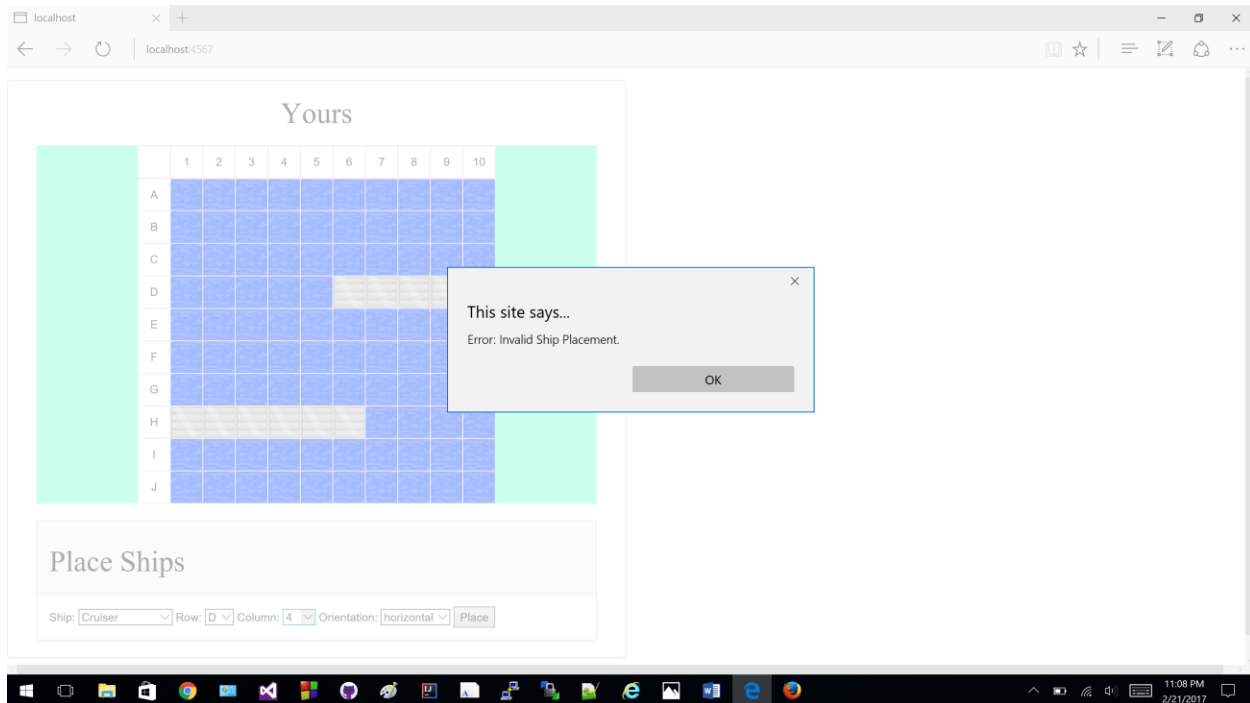 localhost
localhost:4567
Yours
1 2 3 4 5 6 7 8 9 10
A
B
C
D
E
F
G
H
I
J
This site says...
Error: Invalid Ship Placement.
OK
Place Ships
Ship: Cruiser Row: D Column: 4 Orientation: horizontal Place
11:08 PM
2/21/2017